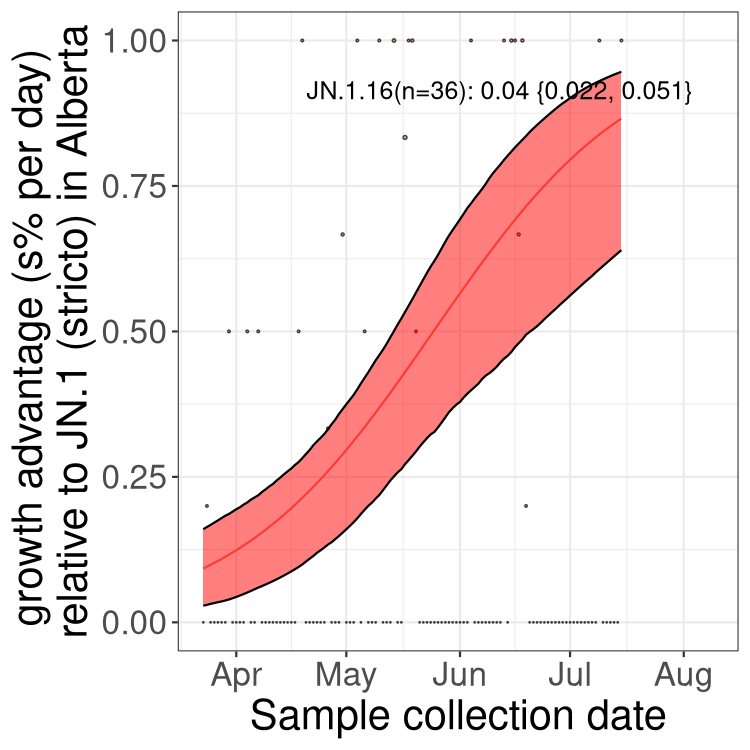 growth advantage (s% per day)
relative to JN.1 (stricto) in Alberta
1.00
0.75
0.50
0.25
0.00
JN.1.16(n=36): 0.04 {0.022, 0.051}
Apr May Jun Jul Aug
Sample collection date